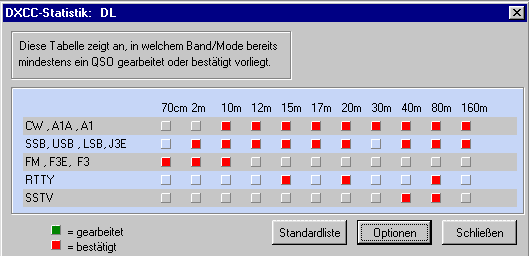 DXCC-Statistik: DL
Diese Tabelle zeigt an, in welchem Band/Mode bereits
mindestens ein QSO gearbeitet oder bestätigt vorliegt.
70cm 2m 10m 12m 15m 17m 20m 30m 40m 80m 160m
CW , A1A , A1
SSB, USB , LSB, J3E
FM , F3E, F3
RTTY
SSTV
= gearbeitet
= bestätigt
Standardliste Optionen Schließen